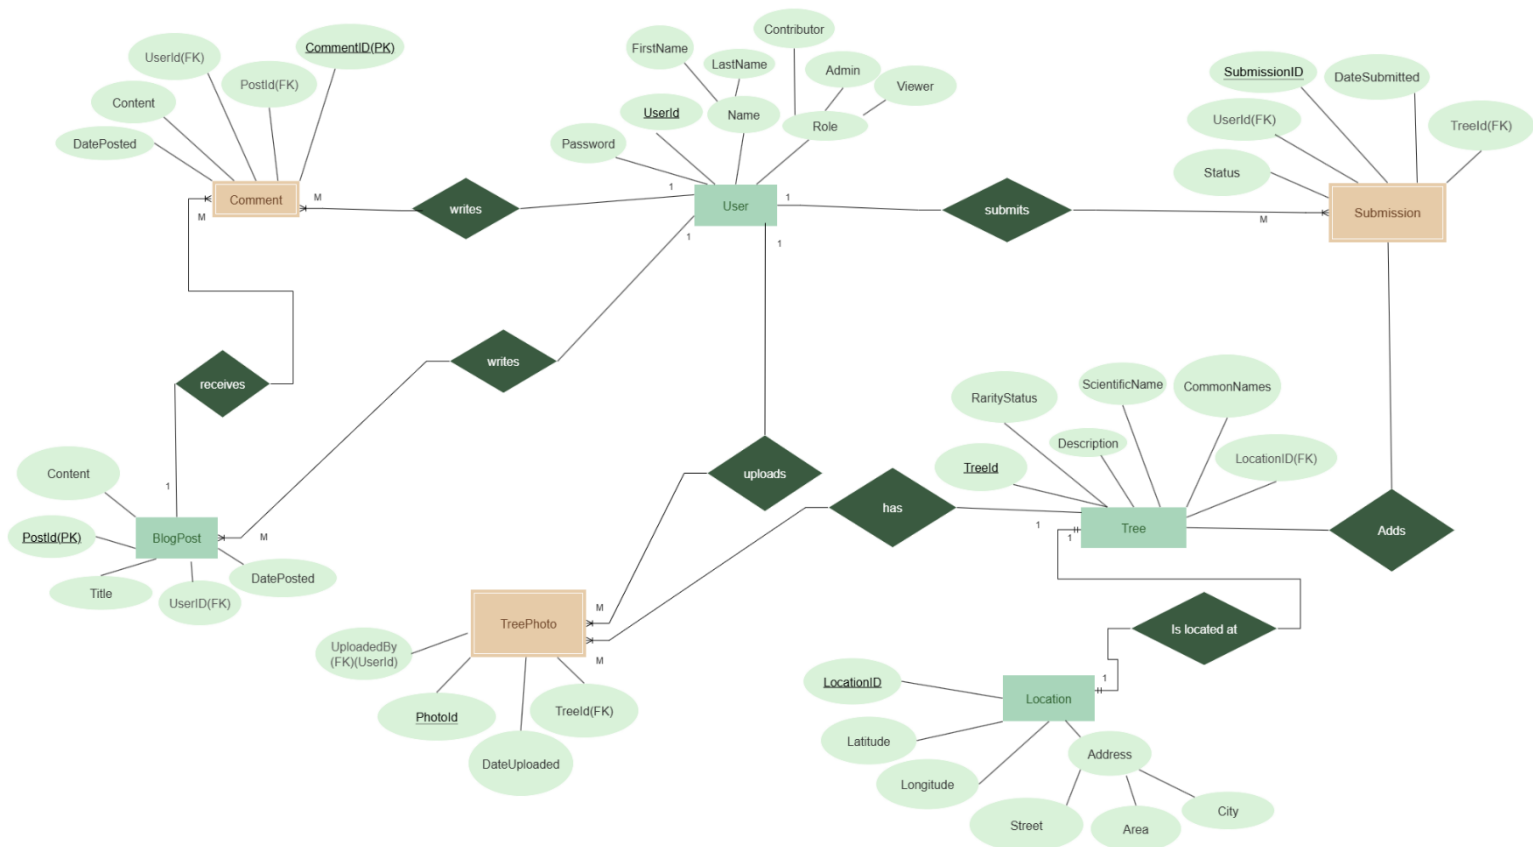 Contributor
CommentID(PK)
FirstName
UserId(FK)
LastName
Admin
SubmissionID
DateSubmitted
PostId(FK)
Viewer
Content
UserId
Name
UserId(FK)
TreeId(FK)
Role
DatePosted
Password
Status
Comment
M
writes
1
User
1
submits
M
Submission
M
1
1
receives
writes
RarityStatus
ScientificName
CommonNames
Description
LocationID(FK)
TreeId
Content
1
uploads
has
1
Tree
1
Adds
PostId(PK)
BlogPost
M
Title
UserID(FK)
DatePosted
M
TreePhoto
M
Is located at
UploadedBy
(FK)(UserId)
PhotoId
TreeId(FK)
DateUploaded
LocationID
1
Location
Latitude
Longitude
Address
Street
Area
City